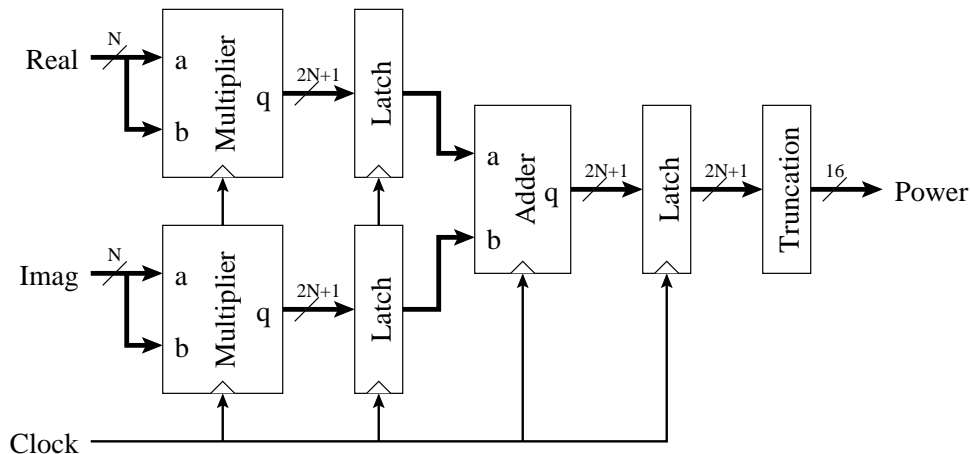 N
Real
a
b
Multiplier
q
2N+1
Latch
a
b
Adder
q
2N+1
Latch
2N+1
Truncation
16
Power
N
Imag
a
b
Multiplier
q
2N+1
Latch
Clock